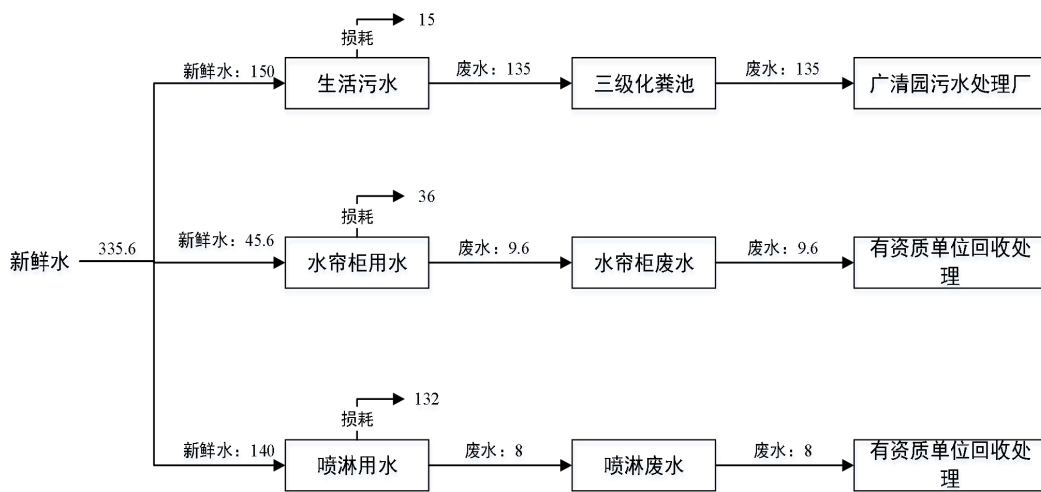 15
损耗
新鲜水：150
生活污水
废水：135
三级化粪池
废水：135
广清园污水处理厂
36
损耗
新鲜水
335.6
新鲜水：45.6
水帘柜用水
废水：9.6
水帘柜废水
废水：9.6
有资质单位回收处
理
132
损耗
新鲜水：140
喷淋用水
废水：8
喷淋废水
废水：8
有资质单位回收处
理